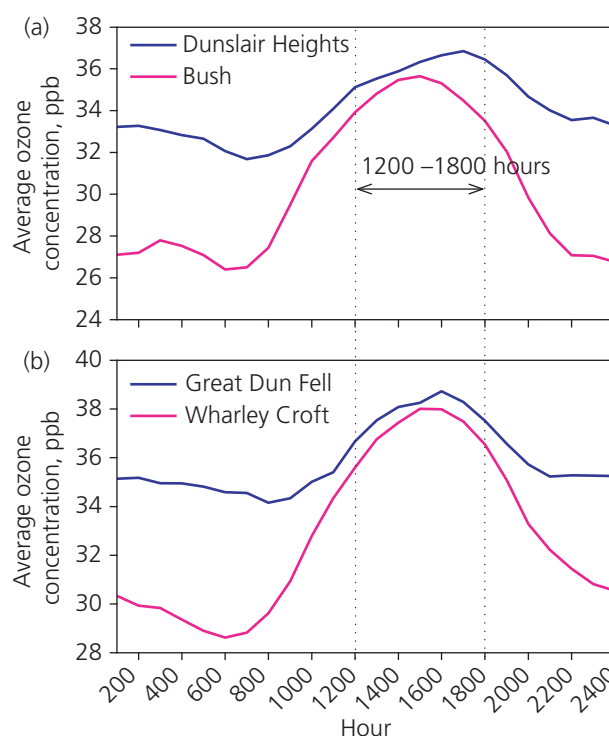 (a)
38
36
34
32
30
28
26
24
Average ozone
concentration, ppb
Dunslair Heights
Bush
1200 –1800 hours
(b)
40
38
36
34
32
30
28
Average ozone
concentration, ppb
Great Dun Fell
Wharley Croft
200
400
600
800
1000
1200
1400
1600
1800
2000
2200
2400
Hour